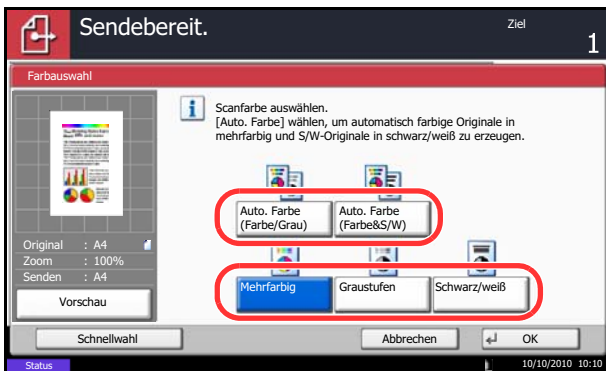 Sendebereit.
Ziel
1
Farbauswahl
Scanfarbe auswählen.
[Auto. Farbe] wählen, um automatisch farbige Originale in
mehrfarbig und S/W-Originale in schwarz/weiß zu erzeugen.
Auto. Farbe
(Farbe/Grau)
Auto. Farbe
(Farbe&S/W)
Original : A4
Zoom : 100%
Senden : A4
Mehrfarbig
Graustufen
Schwarz/weiß
Vorschau
Schnellwahl
Abbrechen
OK
Status
10/10/2010 10:10